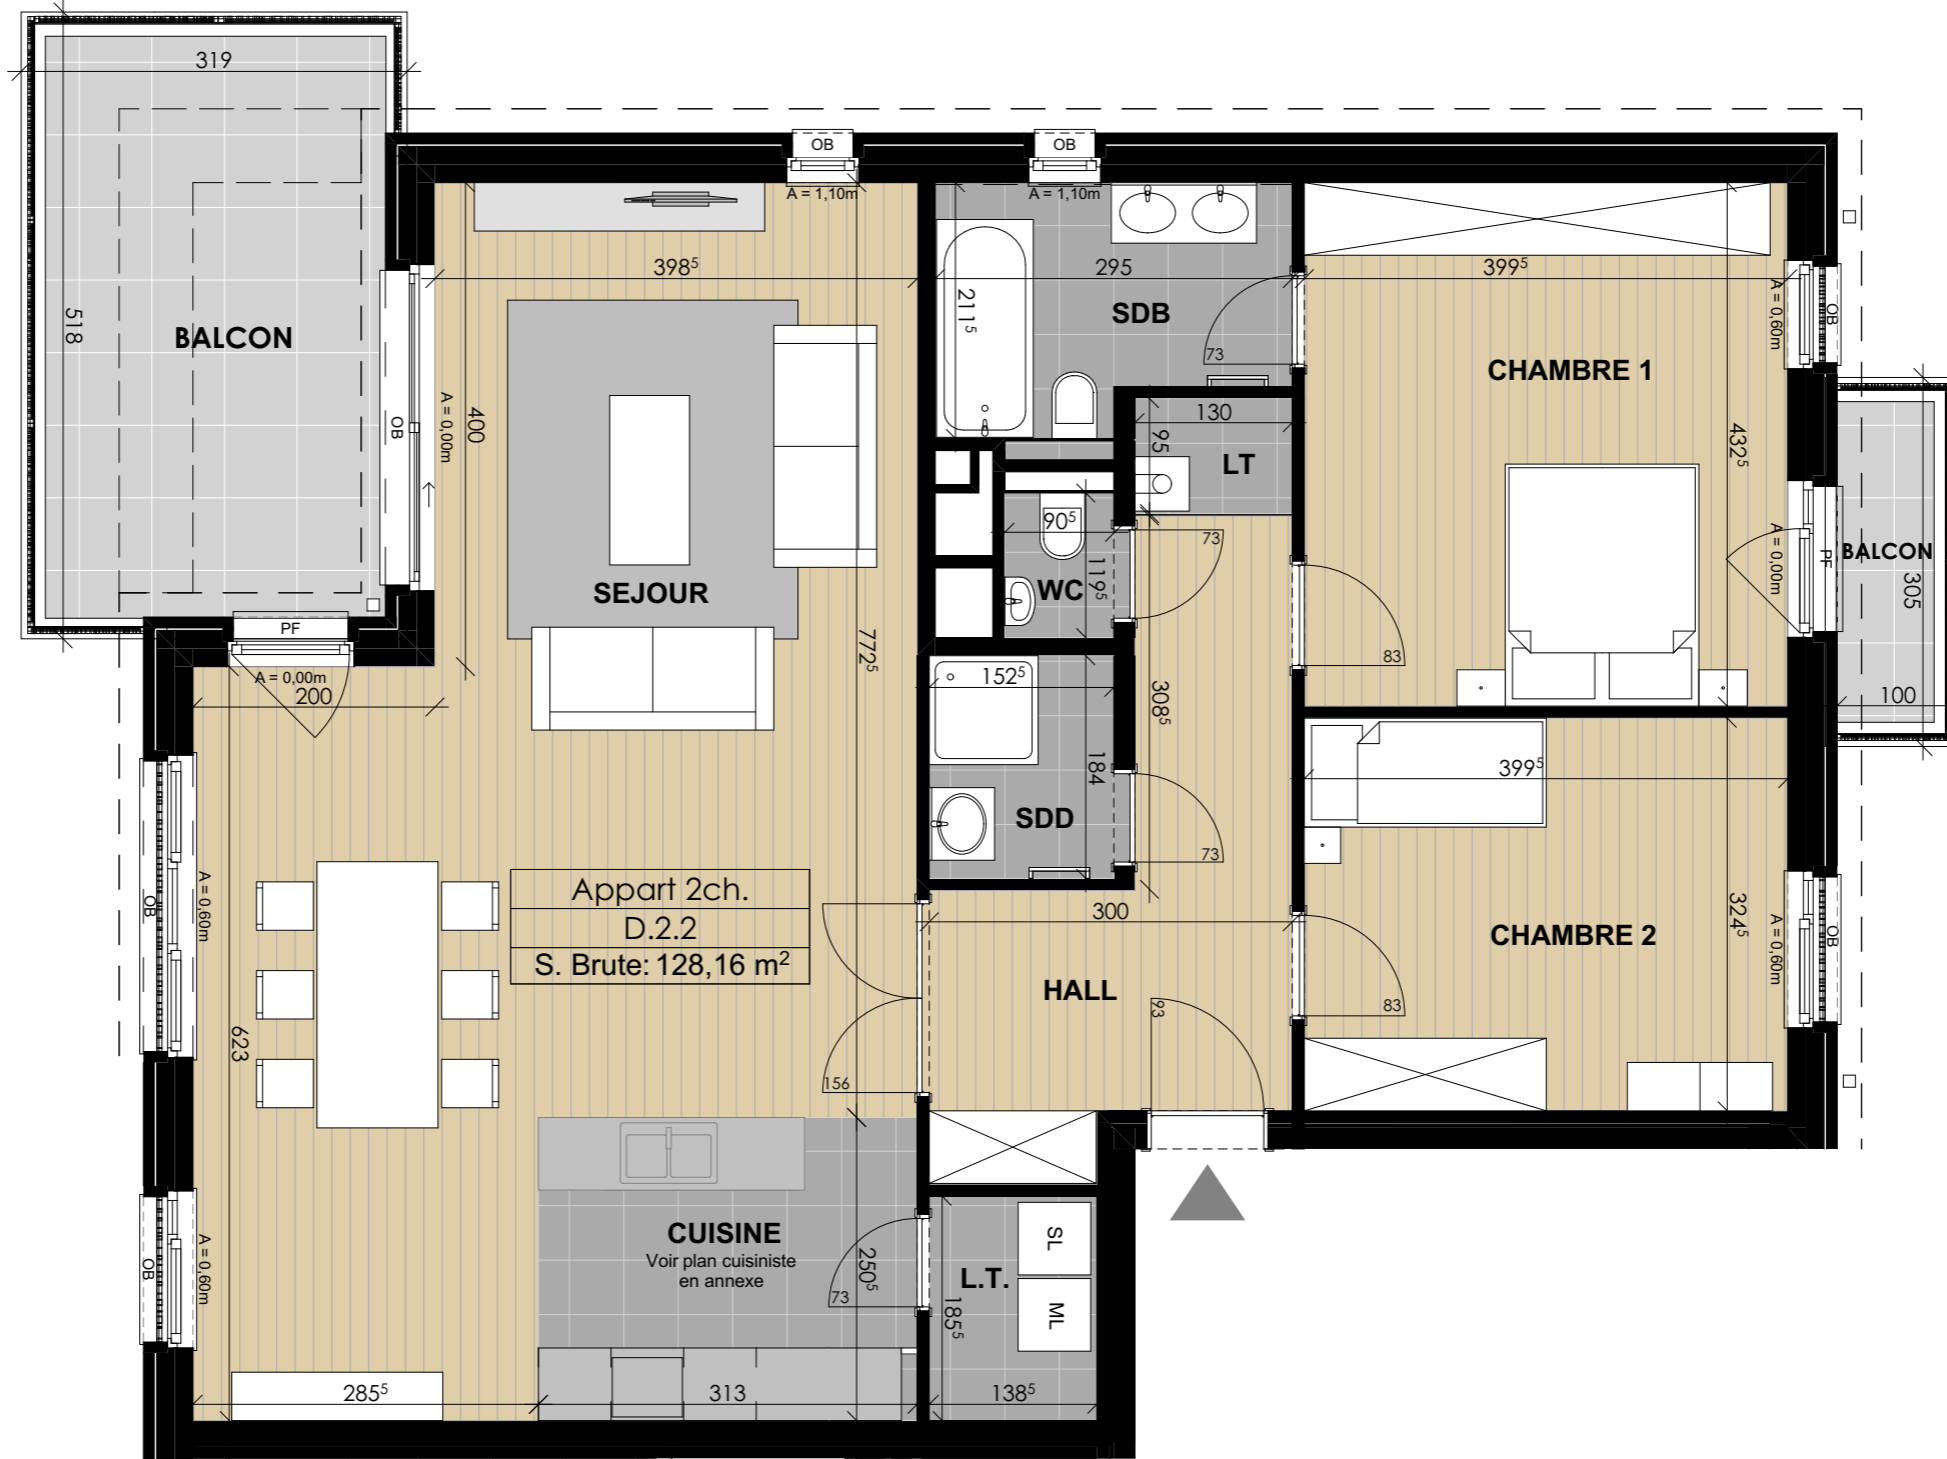 319
518
BALCON
OB
A = 1,10m
OB
A = 1,10m
398⁵
295
399⁵
211⁵
SDB
73
A = 0,60m
OB
CHAMBRE 1
OB
A = 0,00m
400
130
95
LT
432⁵
90⁵
73
119⁵
WC
SEJOUR
A = 0,00m
PF
BALCON
305
100
PF
A = 0,00m
200
772⁵
83
152⁵
308⁵
184
SDD
73
399⁵
OB
A = 0,60m
Appart 2ch.
D.2.2
S. Brute: 128,16 m²
300
HALL
93
324⁵
CHAMBRE 2
A = 0,60m
OB
83
623
156
OB
A = 0,60m
CUISINE
Voir plan cuisiniste
en annexe
250⁵
73
L.T.
185⁵
SL
ML
285⁵
313
138⁵